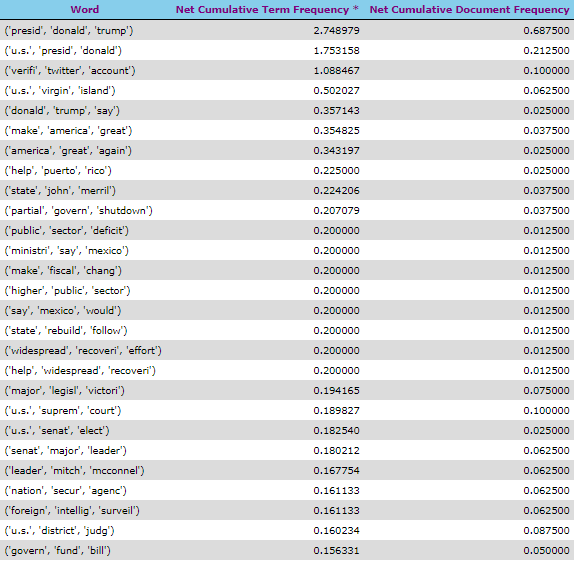 Word Net Cumulative Term Frequency * Net Cumulative Document Frequency
('presid', 'donald', 'trump') 2.748979 0.687500
('u.s.', 'presid', 'donald') 1.753158 0.212500
('verifi', 'twitter', 'account') 1.088467 0.100000
('u.s.', 'virgin', 'island') 0.502027 0.062500
('donald', 'trump', 'say') 0.357143 0.025000
('make', 'america', 'great') 0.354825 0.037500
('america', 'great', 'again') 0.343197 0.025000
('help', 'puerto', 'rico') 0.225000 0.025000
('state', 'john', 'merril') 0.224206 0.037500
('partial', 'govern', 'shutdown') 0.207079 0.037500
('public', 'sector', 'deficit') 0.200000 0.012500
('ministri', 'say', 'mexico') 0.200000 0.012500
('make', 'fiscal', 'chang') 0.200000 0.012500
('higher', 'public', 'sector') 0.200000 0.012500
('say', 'mexico', 'would') 0.200000 0.012500
('state', 'rebuild', 'follow') 0.200000 0.012500
('widespread', 'recoveri', 'effort') 0.200000 0.012500
('help', 'widespread', 'recoveri') 0.200000 0.012500
('major', 'legisl', 'victori') 0.194165 0.075000
('u.s.', 'suprem', 'court') 0.189827 0.100000
('u.s.', 'senat', 'elect') 0.182540 0.025000
('senat', 'major', 'leader') 0.180212 0.062500
('leader', 'mitch', 'mcconnel') 0.167754 0.062500
('nation', 'secur', 'agenc') 0.161133 0.062500
('foreign', 'intellig', 'surveil') 0.161133 0.062500
('u.s.', 'district', 'judg') 0.160234 0.087500
('govern', 'fund', 'bill') 0.156331 0.050000